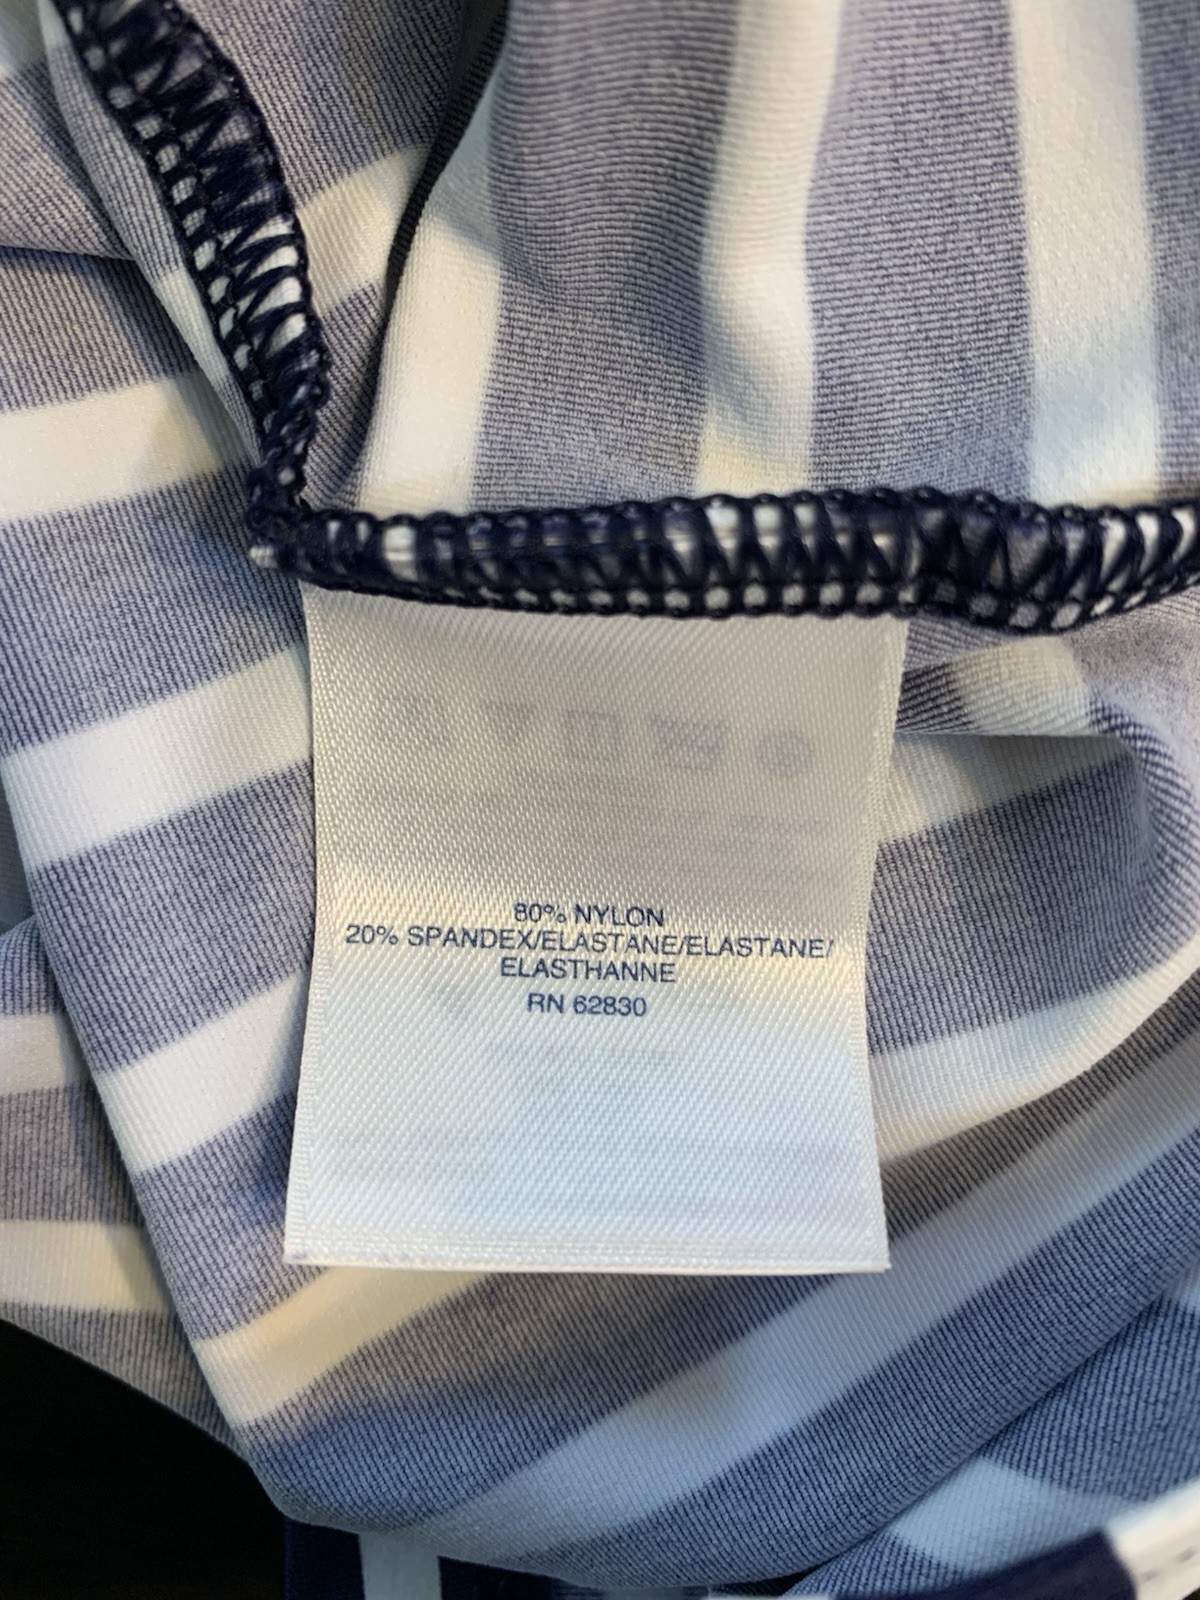 80% NYLON
20% SPANDEX/ELASTANE/ELASTANE/
ELASTHANNE
RN 62830